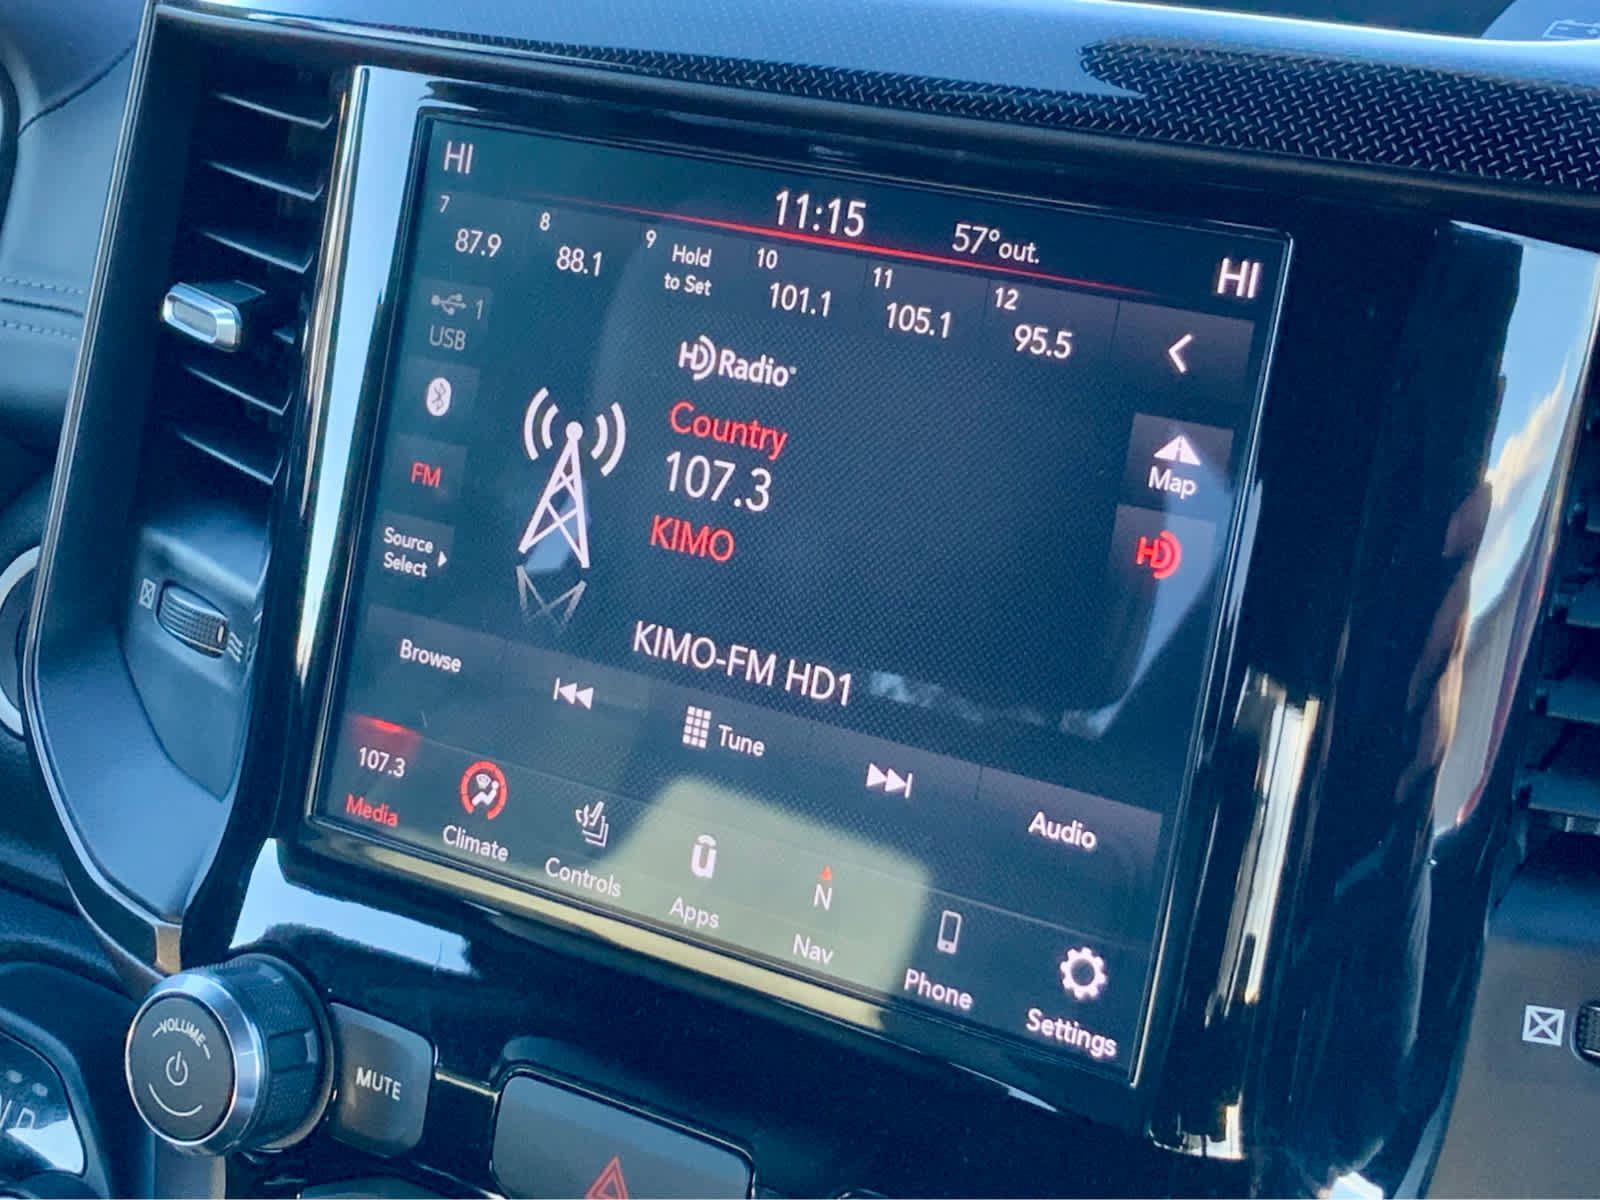 HI
11:15
57°out.
HI
7
87.9
8
88.1
9
Hold
to Set
10
101.1
11
105.1
12
95.5
1
USB
HD Radio
Country
107.3
KIMO
FM
Source
Select
Map
HD
KIMO-FM HD1
Browse
Tune
Audio
107.3
Media
Climate
Controls
Apps
N
Nav
Phone
Settings
VOLUME
MUTE